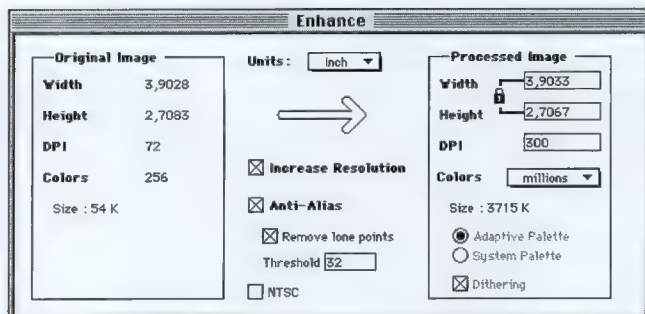 Enhance
Original Image
Width 3,9028
Height 2,7083
DPI 72
Colors 256
Size : 54 K
Units : inch
Increase Resolution
Anti-Alias
Remove lone points
Threshold 32
NTSC
Processed Image
Width 3,9033
Height 2,7067
DPI 300
Colors millions
Size : 3715 K
Adaptive Palette
System Palette
Dithering